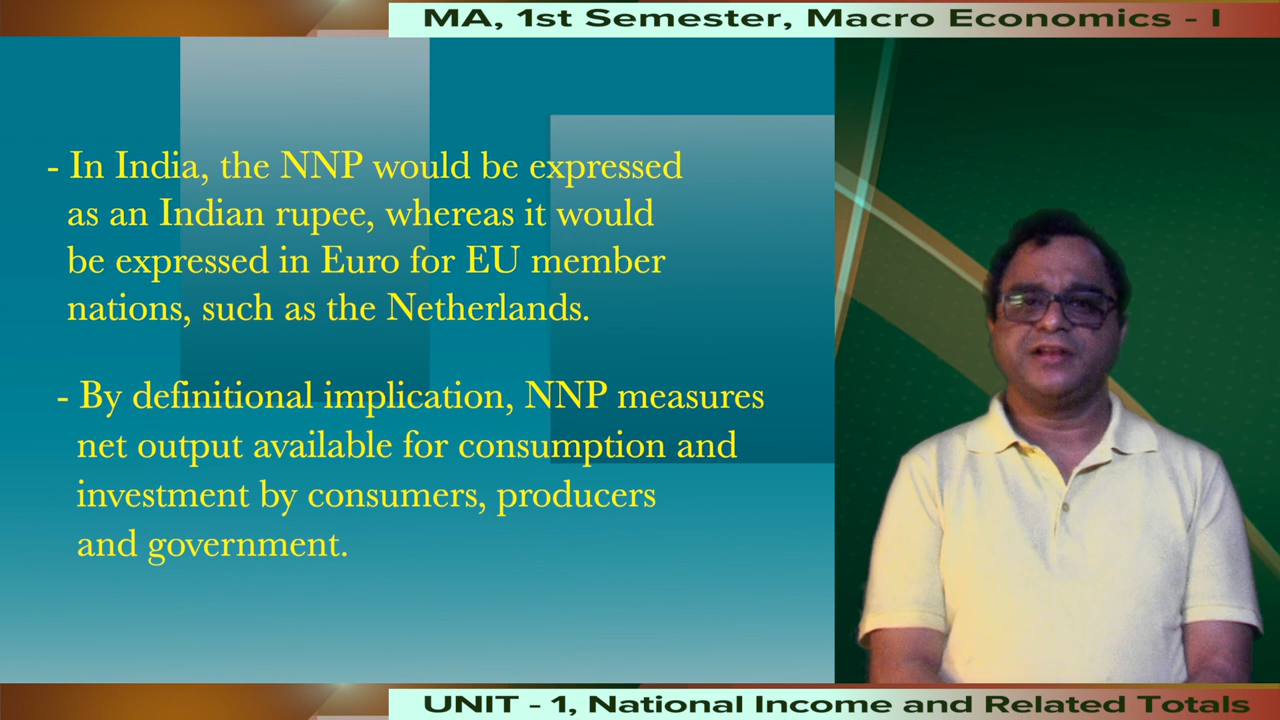 MA, 1st Semester, Macro Economics - I
- In India, the NNP would be expressed
as an Indian rupee, whereas it would
be expressed in Euro for EU member
nations, such as the Netherlands.
- By definitional implication, NNP measures
net output available for consumption and
investment by consumers, producers
and government.
UNIT - 1, National Income and Related Totals